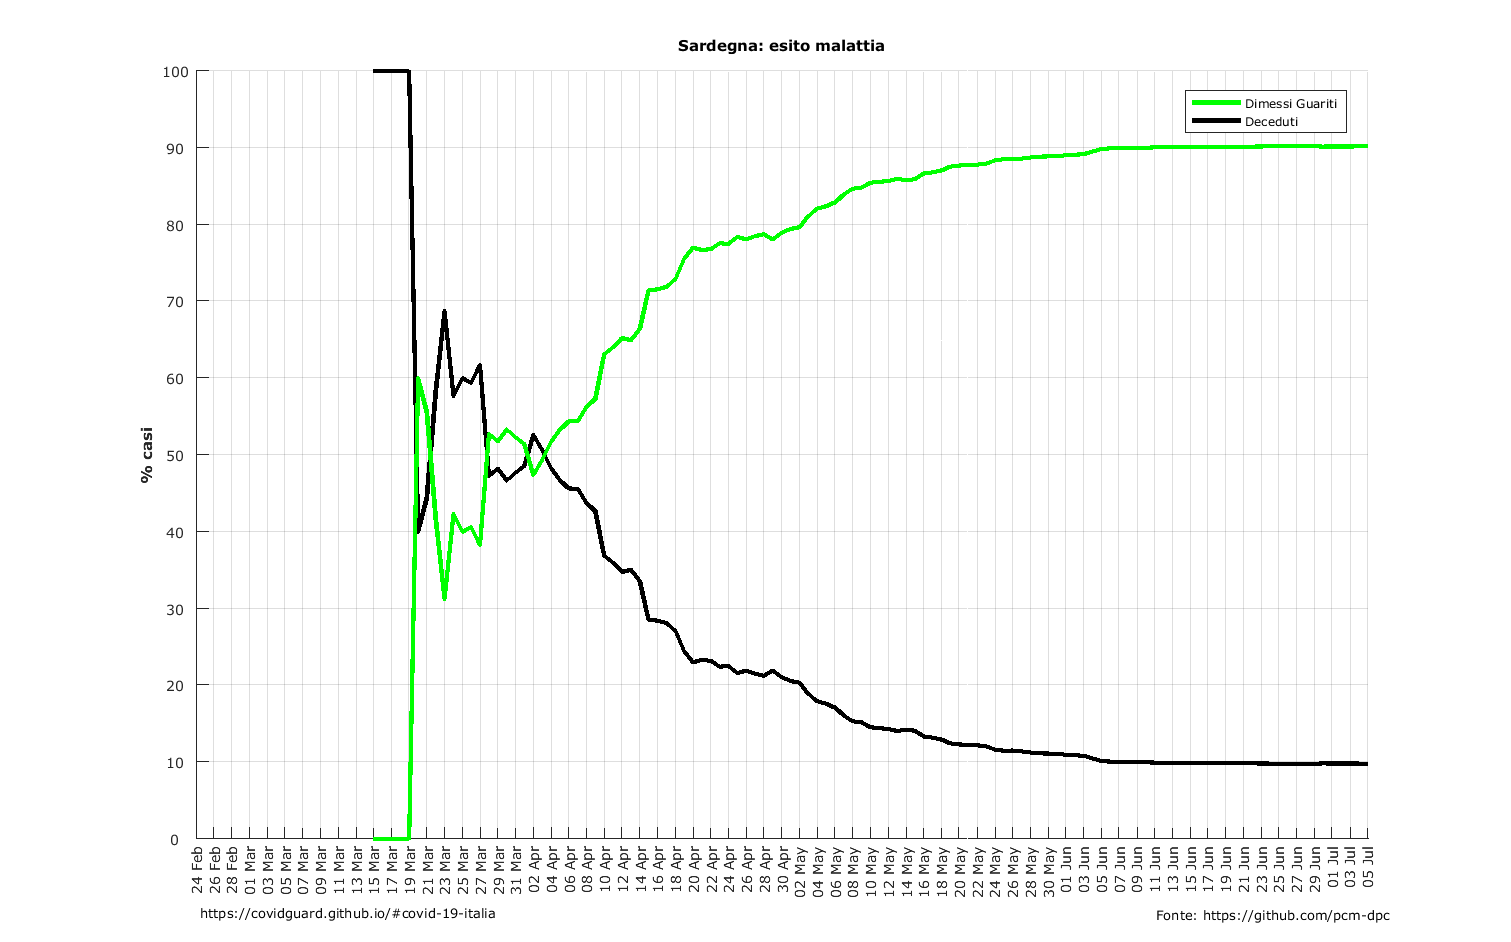 Sardegna: esito malattia
100
90
80
70
60
50
40
30
20
10
0
% casi
Dimessi Guariti
Deceduti
24 Feb
26 Feb
28 Feb
01 Mar
03 Mar
05 Mar
07 Mar
09 Mar
11 Mar
13 Mar
15 Mar
17 Mar
19 Mar
21 Mar
23 Mar
25 Mar
27 Mar
29 Mar
31 Mar
02 Apr
04 Apr
06 Apr
08 Apr
10 Apr
12 Apr
14 Apr
16 Apr
18 Apr
20 Apr
22 Apr
24 Apr
26 Apr
28 Apr
30 Apr
02 May
04 May
06 May
08 May
10 May
12 May
14 May
16 May
18 May
20 May
22 May
24 May
26 May
28 May
30 May
01 Jun
03 Jun
05 Jun
07 Jun
09 Jun
11 Jun
13 Jun
15 Jun
17 Jun
19 Jun
21 Jun
23 Jun
25 Jun
27 Jun
29 Jun
01 Jul
03 Jul
05 Jul
https://covidguard.github.io/#covid-19-italia
Fonte: https://github.com/pcm-dpc